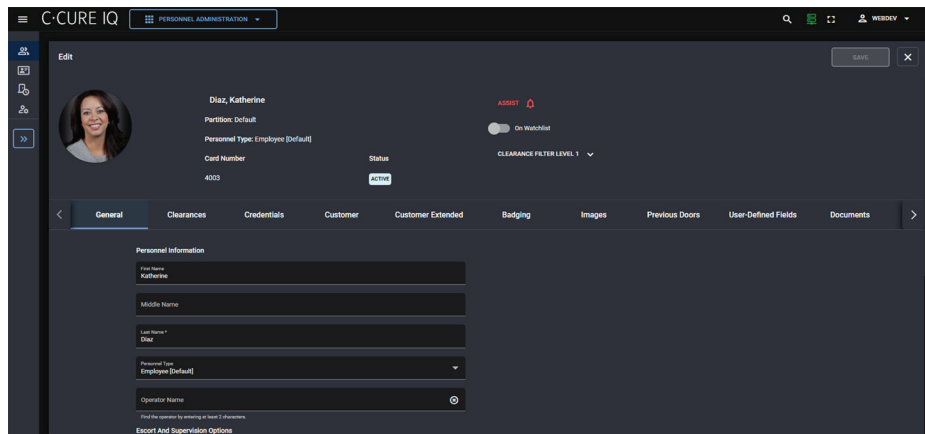 C•CURE IQ
PERSONNEL ADMINISTRATION
WEBDEV
Edit
SAVE
Diaz, Katherine
ASSIST
Partition: Default
On Watchlist
Personnel Type: Employee [Default]
Card Number
Status
CLEARANCE FILTER LEVEL 1
4003
ACTIVE
General
Clearances
Credentials
Customer
Customer Extended
Badging
Images
Previous Doors
User-Defined Fields
Documents
Personnel Information
First Name
Katherine
Middle Name
Last Name *
Diaz
Personnel Type
Employee [Default]
Operator Name
Find the operator by entering at least 2 characters.
Escort And Supervision Options